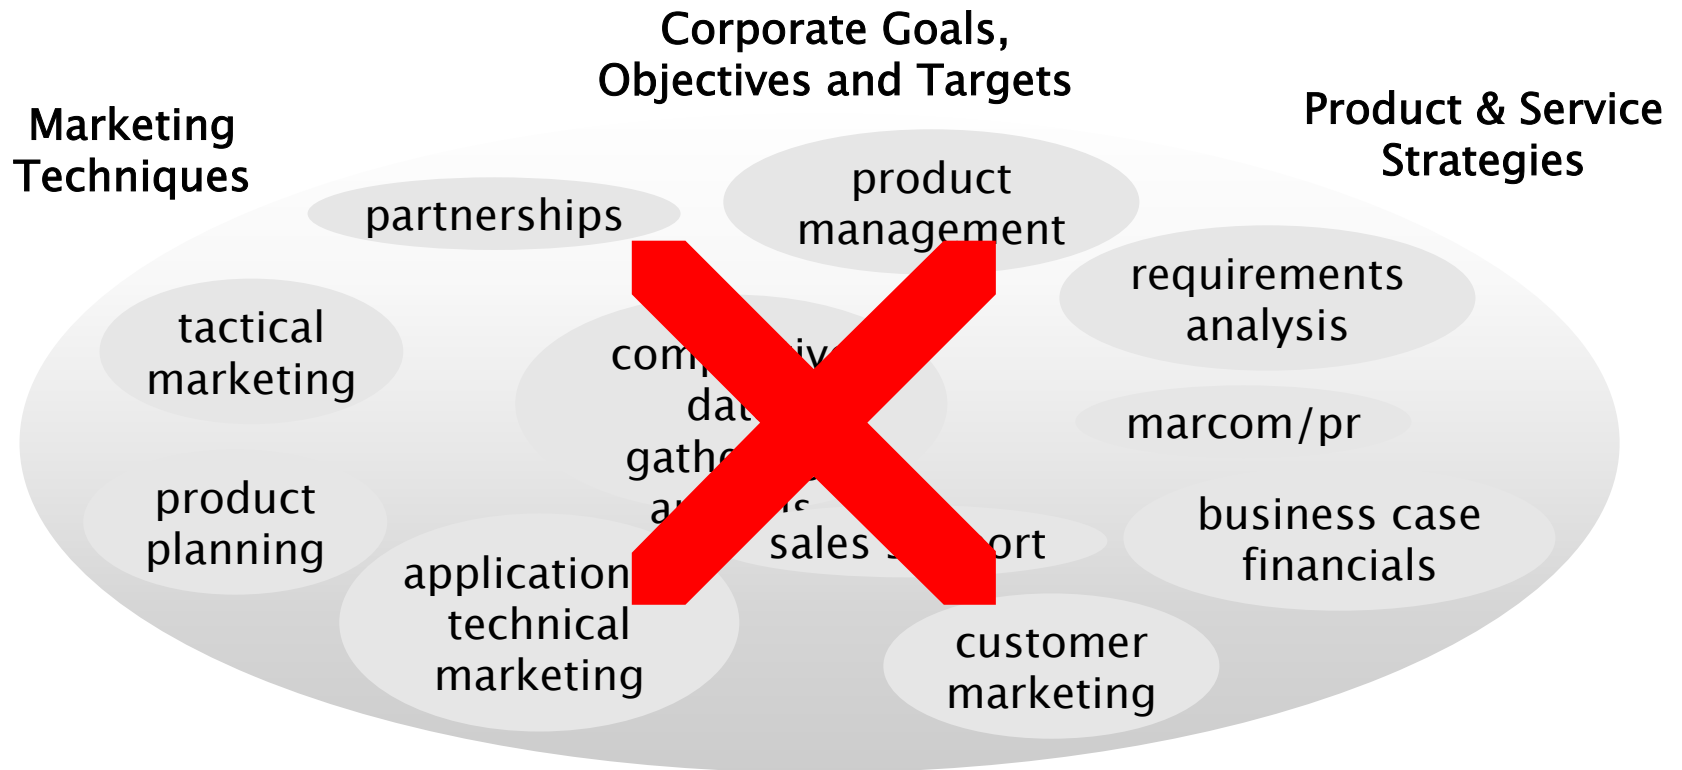 Corporate Goals,
Objectives and Targets
Marketing
Techniques
Product & Service
Strategies
partnerships
product
management
requirements
analysis
tactical
marketing
marcom/pr
product
planning
business case
financials
sales
application
technical
marketing
customer
marketing